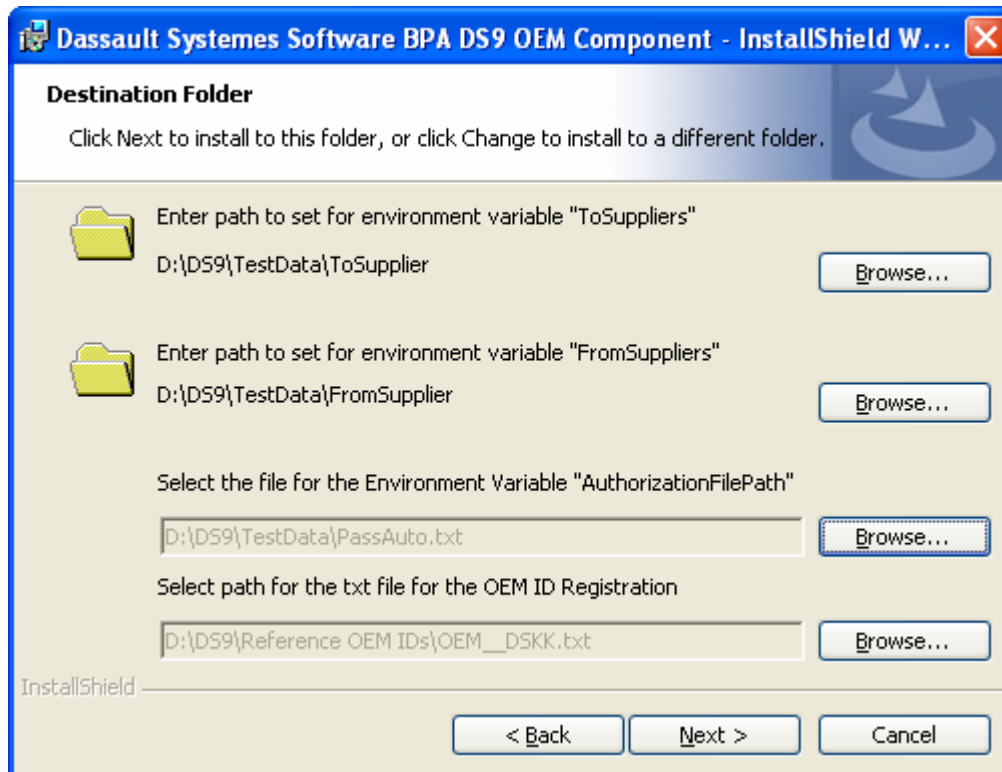 Dassault Systemes Software BPA DS9 OEM Component - InstallShield W...
Destination Folder
Click Next to install to this folder, or click Change to install to a different folder.
Enter path to set for environment variable "ToSuppliers"
D:\DS9\TestData\ToSupplier
Browse...
Enter path to set for environment variable "FromSuppliers"
D:\DS9\TestData\FromSupplier
Browse...
Select the file for the Environment Variable "AuthorizationFilePath"
D:\DS9\TestData\PassAuto.txt
Browse...
Select path for the txt file for the OEM ID Registration
D:\DS9\Reference OEM IDs\OEM__DSKK.txt
Browse...
InstallShield
< Back
Next >
Cancel